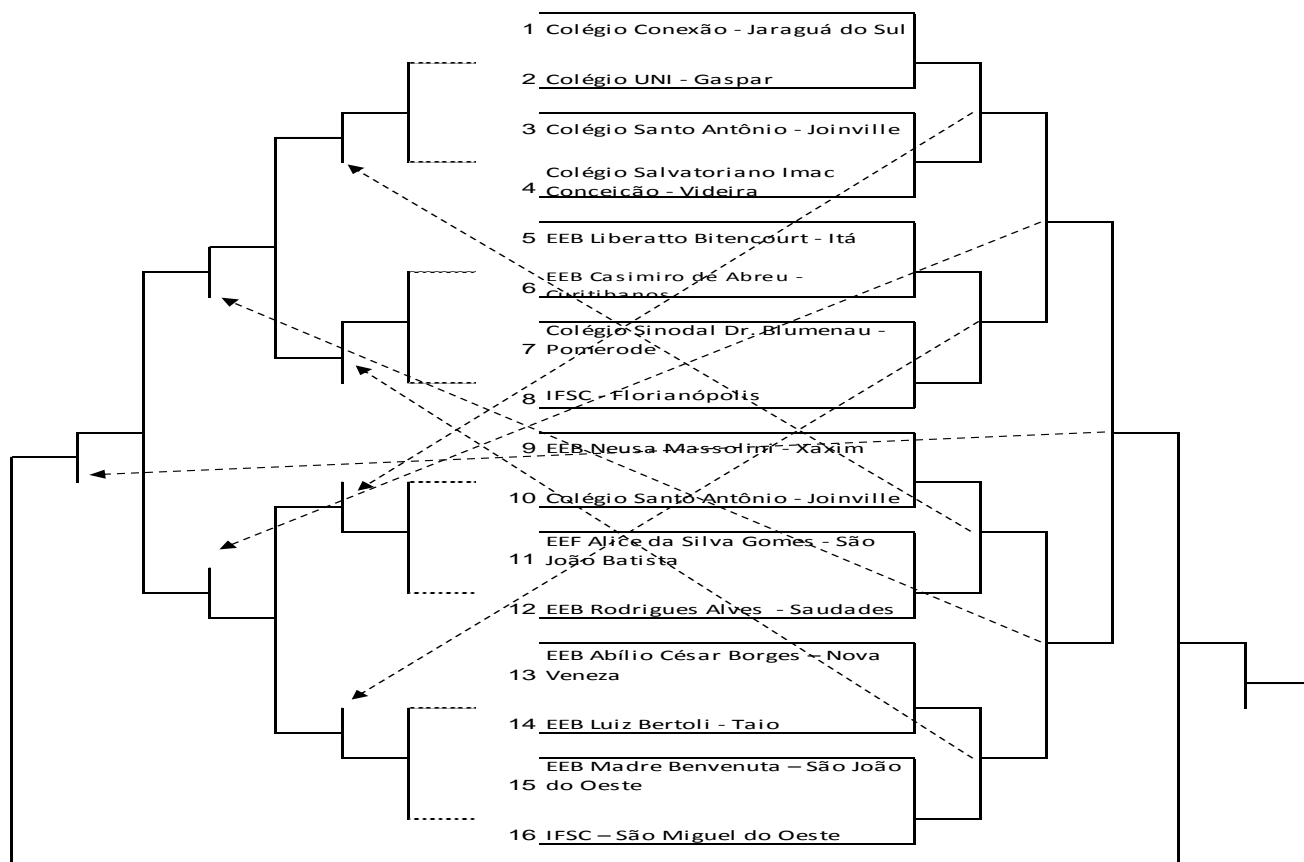 1 Colégio Conexão - Jaraguá do Sul
2 Colégio UNI - Gaspar
3 Colégio Santo Antônio - Joinville
Colégio Salvatoriano Imac
4 Conceição - Videira
5 EEB Liberatto Bitencourt - Itá
EEB Casimiro de Abreu -
6 Curitibanos
Colégio Sinodal Dr. Blumenau -
7 Pomerode
8 IFSC - Florianópolis
9 EEB Neusa Massolini - Xaxim
10 Colégio Santo Antônio - Joinville
EEF Alice da Silva Gomes - São
11 João Batista
12 EEB Rodrigues Alves - Saudades
EEB Abílio César Borges – Nova
13 Veneza
14 EEB Luiz Bertoli - Taio
EEB Madre Benvenuta – São João
15 do Oeste
16 IFSC – São Miguel do Oeste